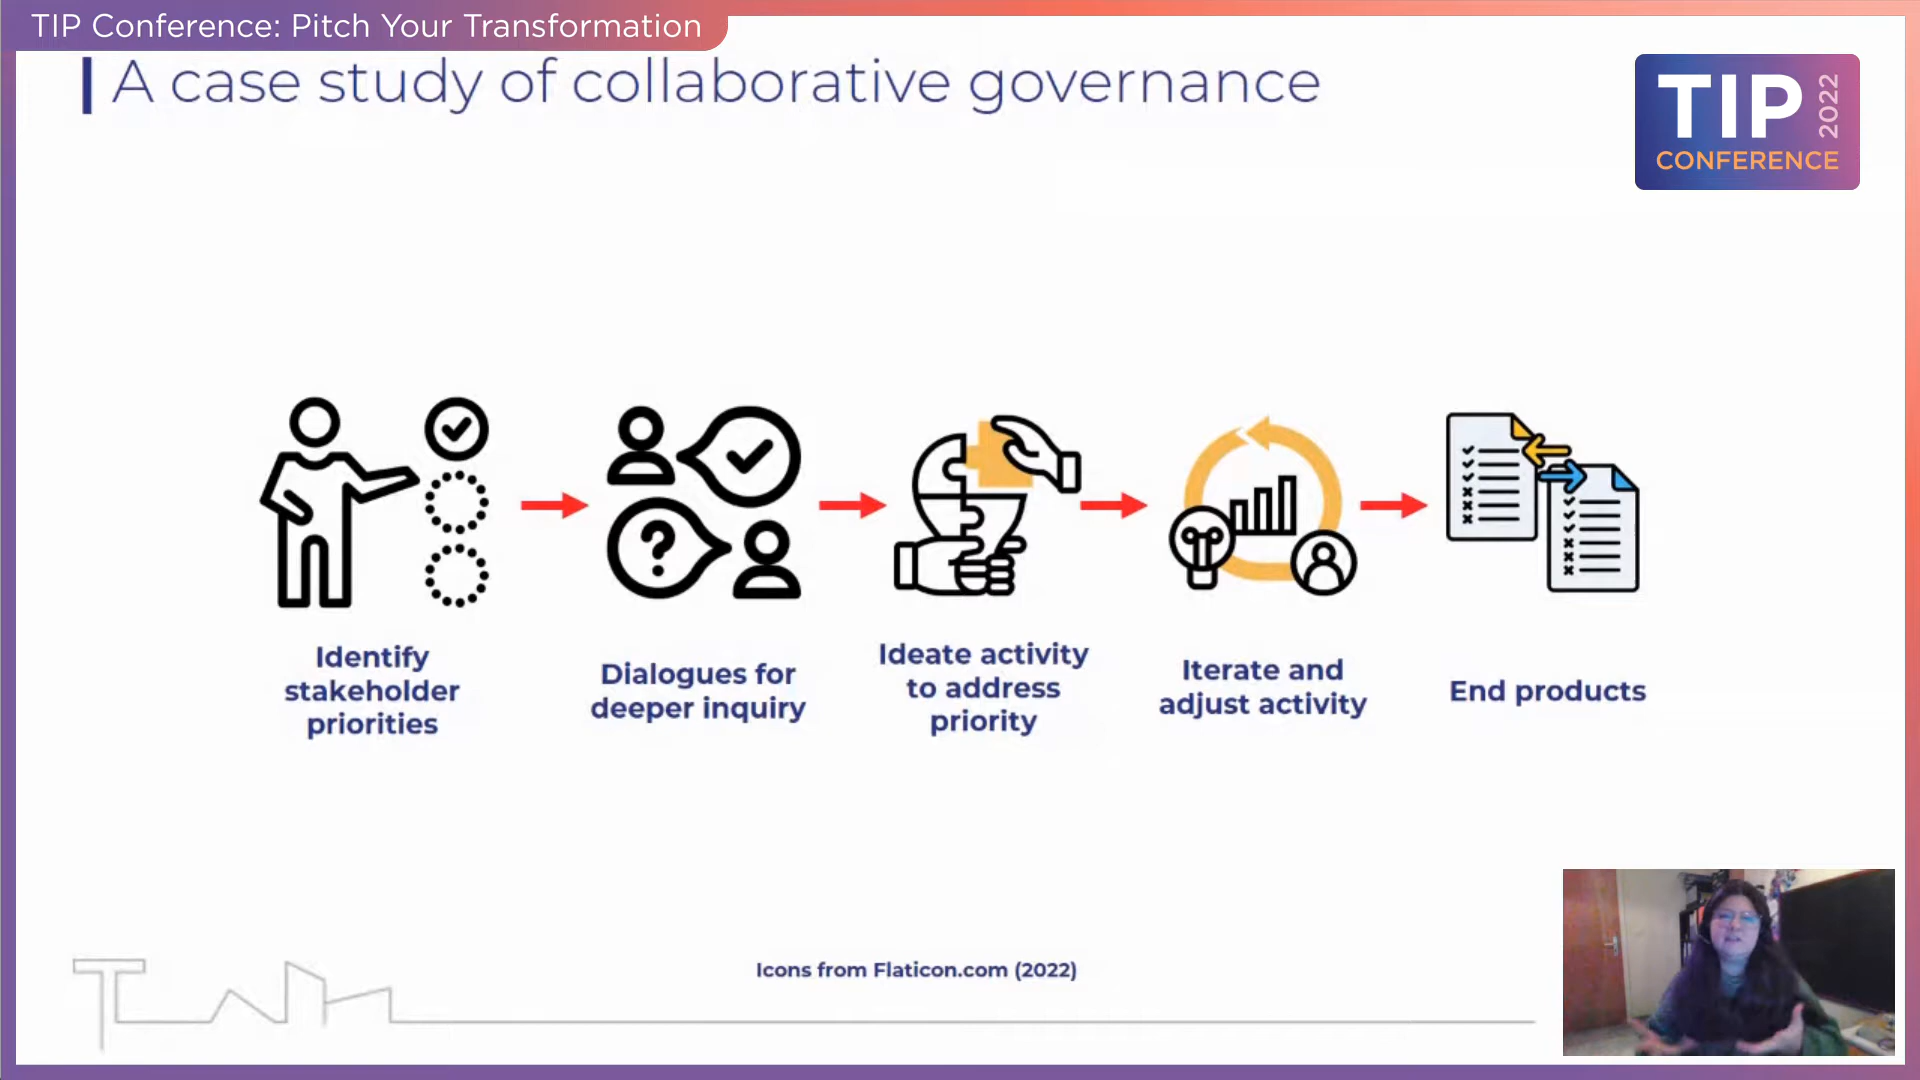 TIP Conference: Pitch Your Transformation
A case study of collaborative governance
TIP
2022
CONFERENCE
Identify
stakeholder
priorities
Dialogues for
deeper inquiry
Ideate activity
to address
priority
Iterate and
adjust activity
End products
Icons from Flaticon.com (2022)